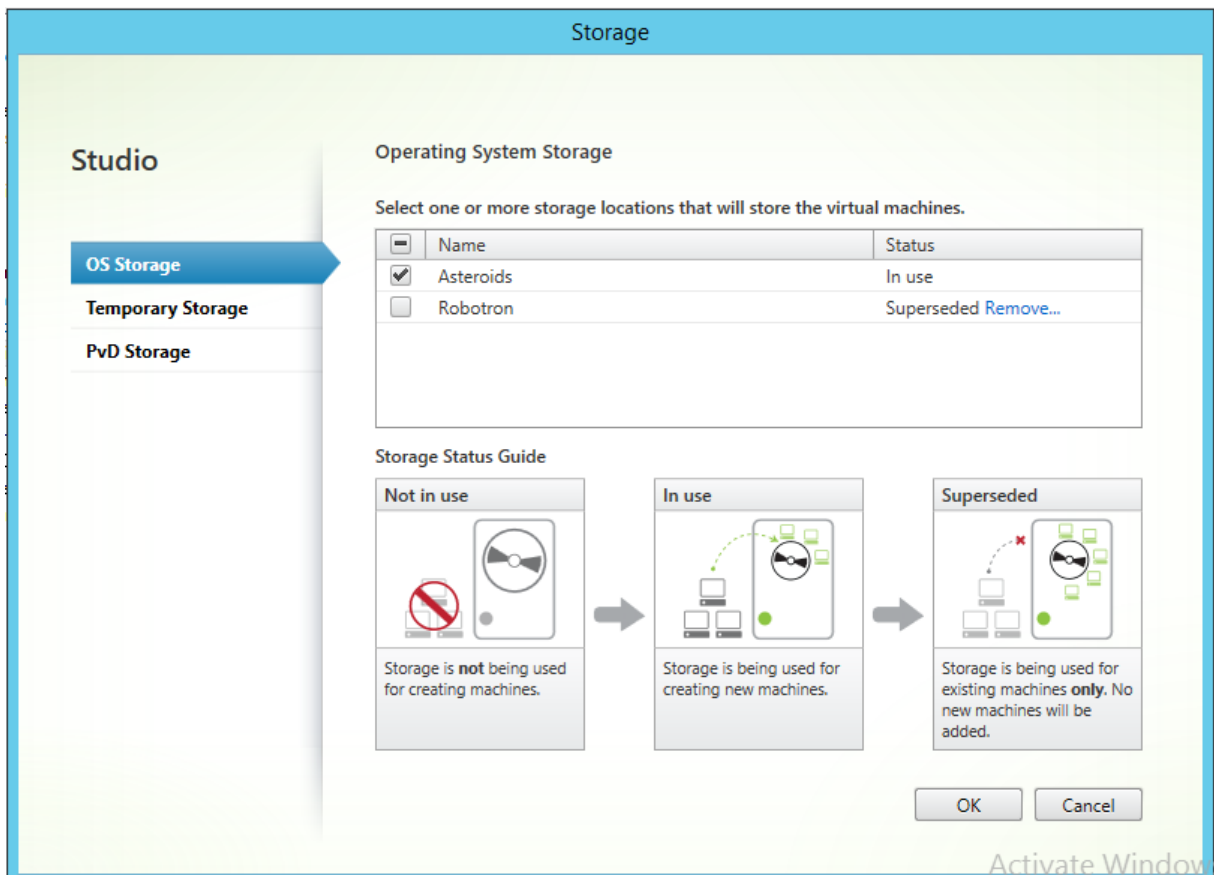 Storage
Studio
OS Storage
Temporary Storage
PvD Storage
Operating System Storage
Select one or more storage locations that will store the virtual machines.
Name Status
Asteroids In use
Robotron Superseded Remove...
Storage Status Guide
Not in use
Storage is not being used
for creating machines.
In use
Storage is being used for
creating new machines.
Superseded
Storage is being used for
existing machines only. No
new machines will be
added.
OK Cancel
Activate Window